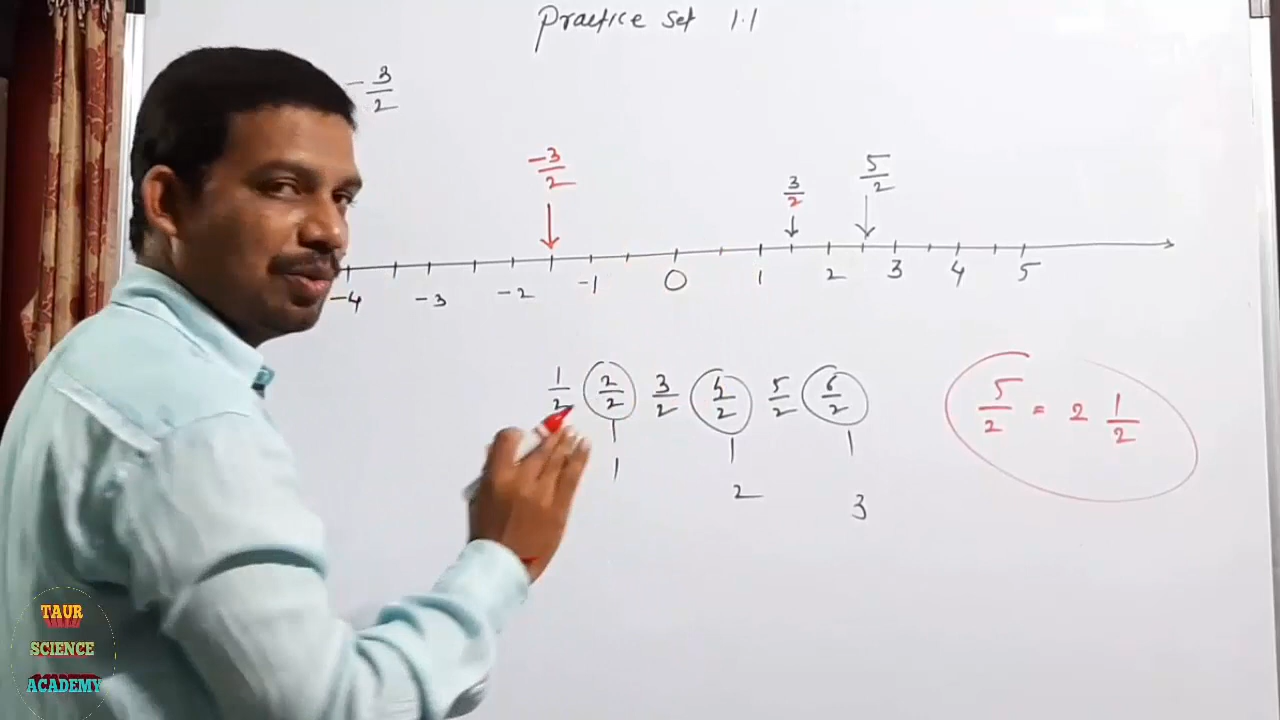 Practice Set 1.1
-3/2
-3/2 3/2 5/2
-4 -3 -2 -1 0 1 2 3 4 5
1/2 2/2 3/2 4/2 5/2 6/2
1 2 3
5/2 = 2 1/2
TAUR
SCIENCE
ACADEMY